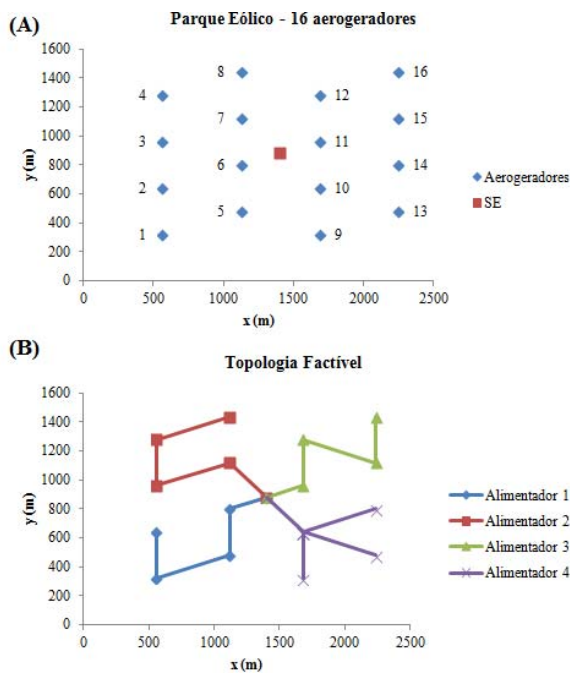 (A)
Parque Eólico - 16 aerogeradores
1600
1400
1200
1000
800
600
400
200
0
y (m)
0 500 1000 1500 2000 2500
x (m)
8 16
4 12
7 15
3 11
6 14
2 10
5 13
1 9
Aerogeradores
SE
(B)
Topologia Factível
1600
1400
1200
1000
800
600
400
200
0
y (m)
0 500 1000 1500 2000 2500
x (m)
Alimentador 1
Alimentador 2
Alimentador 3
Alimentador 4